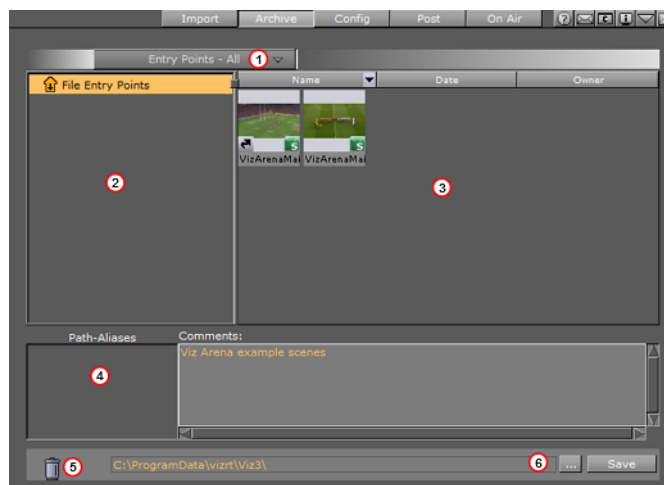 Import Archive Config Post On Air
Entry Points - All 1
File Entry Points
Name Date Owner
S S
VizArenaMai VizArenaMai
2
3
Path-Aliases Comments:
Viz Arena example scenes
4
5 C:\ProgramData\vizrt\Viz3\ 6 ... Save